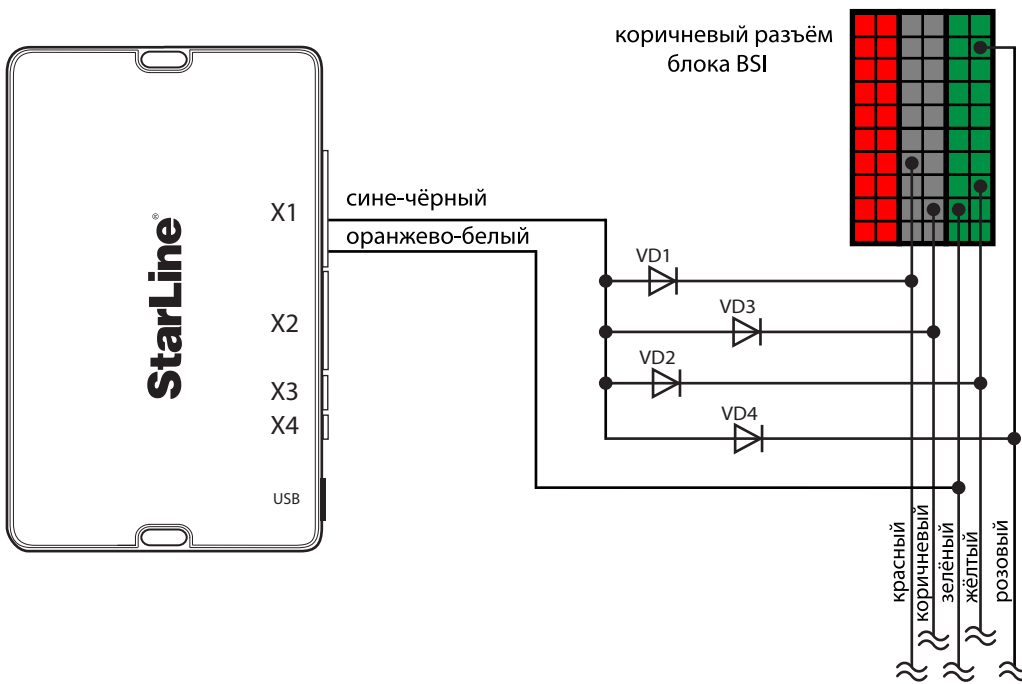 коричневый разъём
блока BSI
StarLine®
X1
X2
X3
X4
USB
сине-чёрный
оранжево-белый
VD1
VD3
VD2
VD4
красный
коричневый
зелёный
жёлтый
розовый